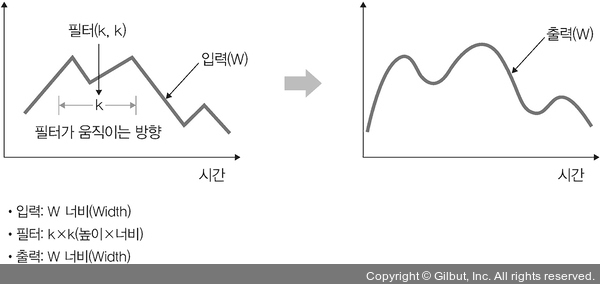 필터(k, k)
입력(W)
k
필터가 움직이는 방향
시간
출력(W)
시간
• 입력: W 너비(Width)
• 필터: k×k(높이×너비)
• 출력: W 너비(Width)
Copyright © Gilbut, Inc. All rights reserved.